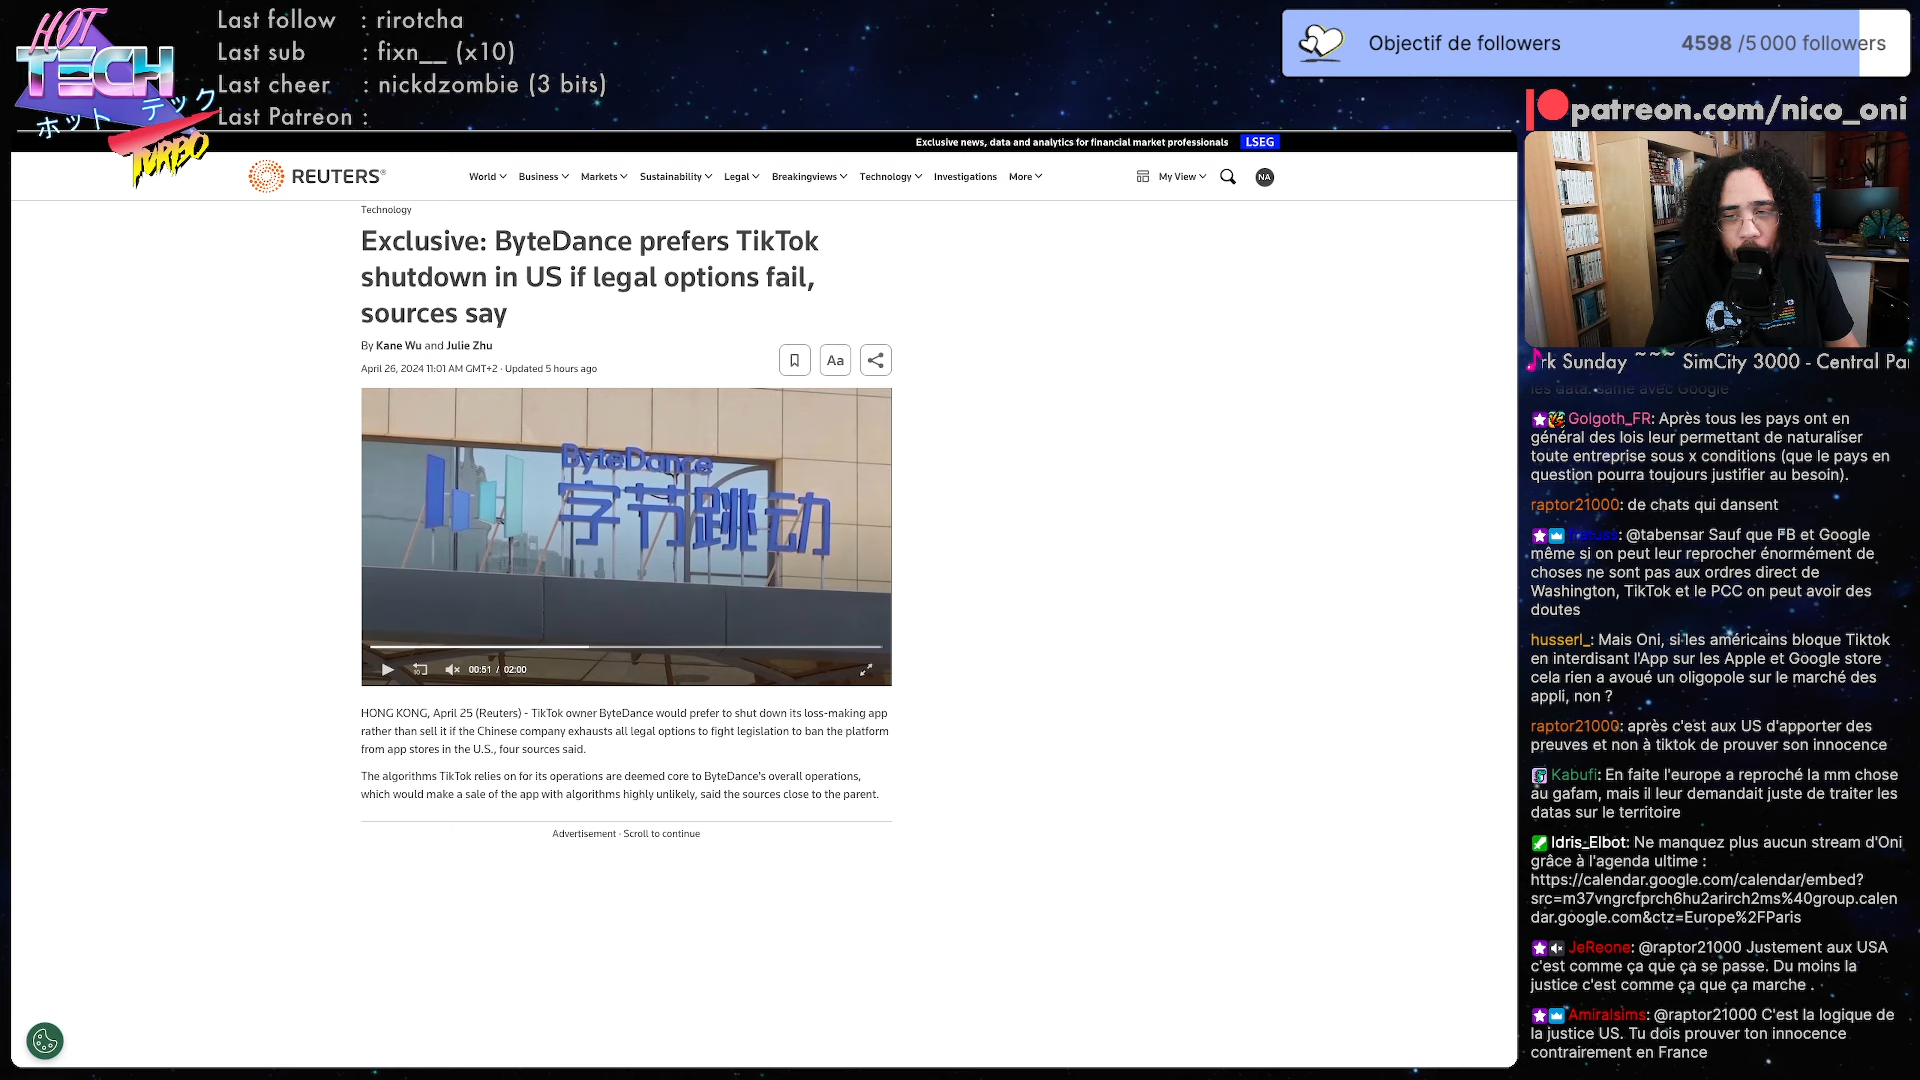 HOT
TECH
ホット テック
TURBO
Last follow : rirotcha
Last sub : fixn__ (x10)
Last cheer : nickdzombie (3 bits)
Last Patreon :
Objectif de followers 4598 /5 000 followers
patreon.com/nico_oni
Exclusive news, data and analytics for financial market professionals LSEG
REUTERS®
World Business Markets Sustainability Legal Breakingviews Technology Investigations More My View NA
Technology
Exclusive: ByteDance prefers TikTok
shutdown in US if legal options fail,
sources say
By Kane Wu and Julie Zhu
April 26, 2024 11:01 AM GMT+2 · Updated 5 hours ago
Aa
ByteDance
字节跳动
10
00:51 / 02:00
HONG KONG, April 25 (Reuters) - TikTok owner ByteDance would prefer to shut down its loss-making app
rather than sell it if the Chinese company exhausts all legal options to fight legislation to ban the platform
from app stores in the U.S., four sources said.
The algorithms TikTok relies on for its operations are deemed core to ByteDance's overall operations,
which would make a sale of the app with algorithms highly unlikely, said the sources close to the parent.
Advertisement · Scroll to continue
rk Sunday ~~~ SimCity 3000 - Central Par
les data. same avec Google
Golgoth_FR: Après tous les pays ont en
général des lois leur permettant de naturaliser
toute entreprise sous x conditions (que le pays en
question pourra toujours justifier au besoin).
raptor21000: de chats qui dansent
: @tabensar Sauf que FB et Google
même si on peut leur reprocher énormément de
choses ne sont pas aux ordres direct de
Washington, TikTok et le PCC on peut avoir des
doutes
husserl_: Mais Oni, si les américains bloque Tiktok
en interdisant l'App sur les Apple et Google store
cela rien a avoué un oligopole sur le marché des
appli, non ?
raptor21000: après c'est aux US d'apporter des
preuves et non à tiktok de prouver son innocence
Kabufi: En faite l'europe a reproché la mm chose
au gafam, mais il leur demandait juste de traiter les
datas sur le territoire
Idris_Elbot: Ne manquez plus aucun stream d'Oni
grâce à l'agenda ultime :
https://calendar.google.com/calendar/embed?
src=m37vngrcfprch6hu2arirch2ms%40group.calen
dar.google.com&ctz=Europe%2FParis
JeReone: @raptor21000 Justement aux USA
c'est comme ça que ça se passe. Du moins la
justice c'est comme ça que ça marche .
Amiralsims: @raptor21000 C'est la logique de
la justice US. Tu dois prouver ton innocence
contrairement en France